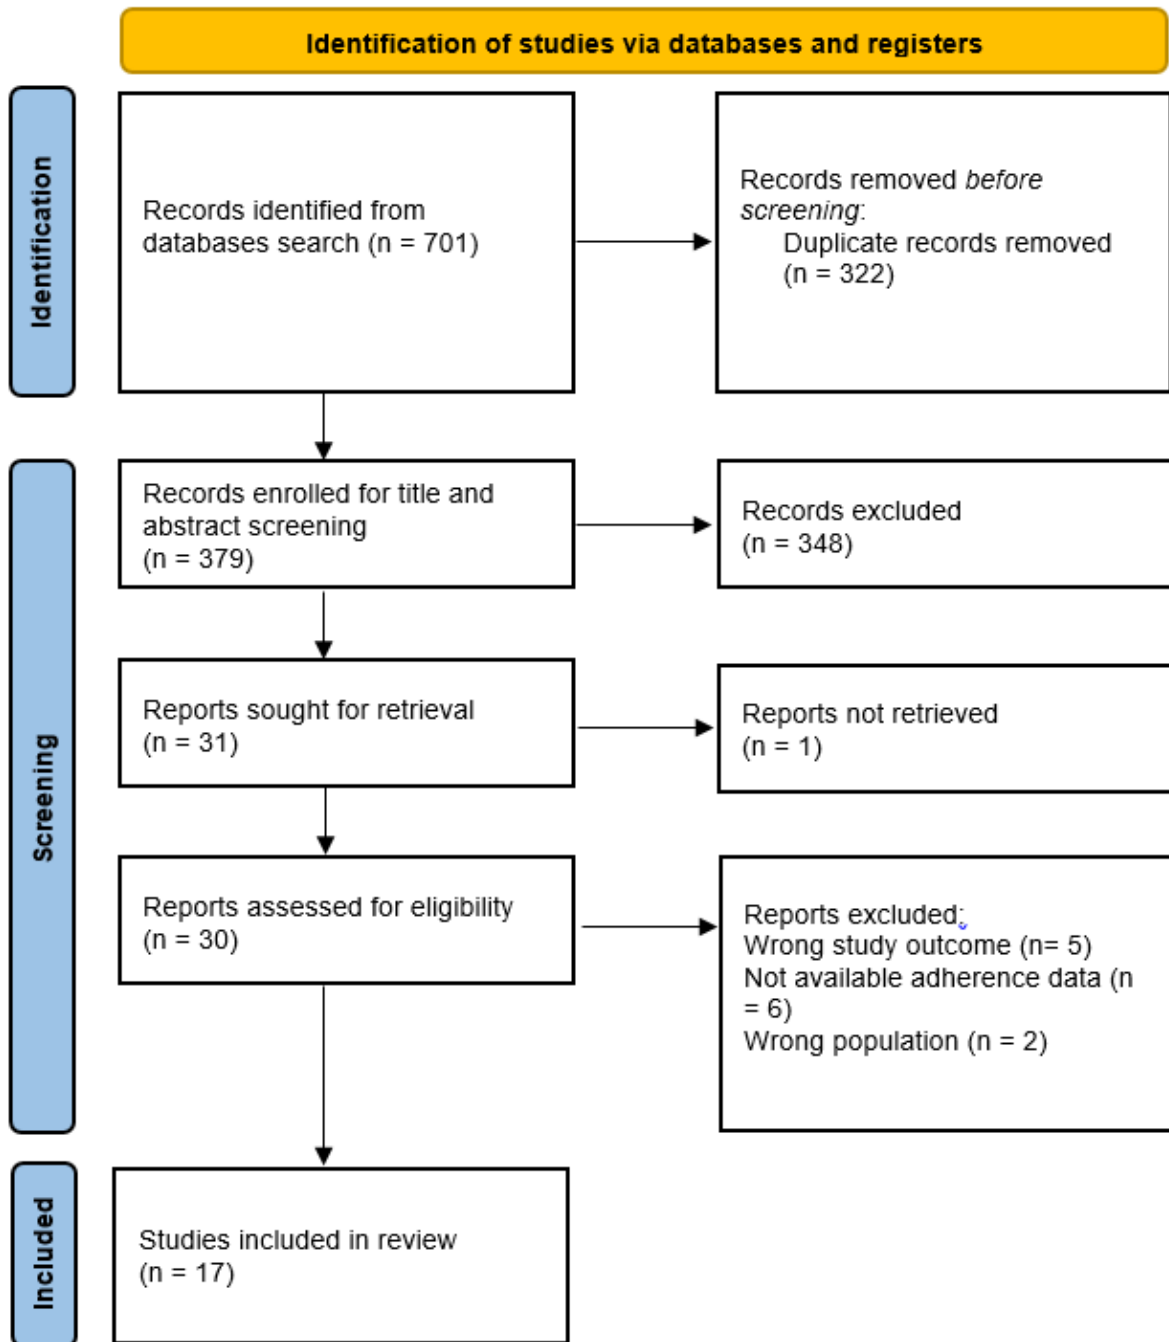 Identification of studies via databases and registers
Identification
Records identified from
databases search (n = 701)
Records removed before
screening:
Duplicate records removed
(n = 322)
Screening
Records enrolled for title and
abstract screening
(n = 379)
Records excluded
(n = 348)
Reports sought for retrieval
(n = 31)
Reports not retrieved
(n = 1)
Reports assessed for eligibility
(n = 30)
Reports excluded:
Wrong study outcome (n= 5)
Not available adherence data (n
= 6)
Wrong population (n = 2)
Included
Studies included in review
(n = 17)